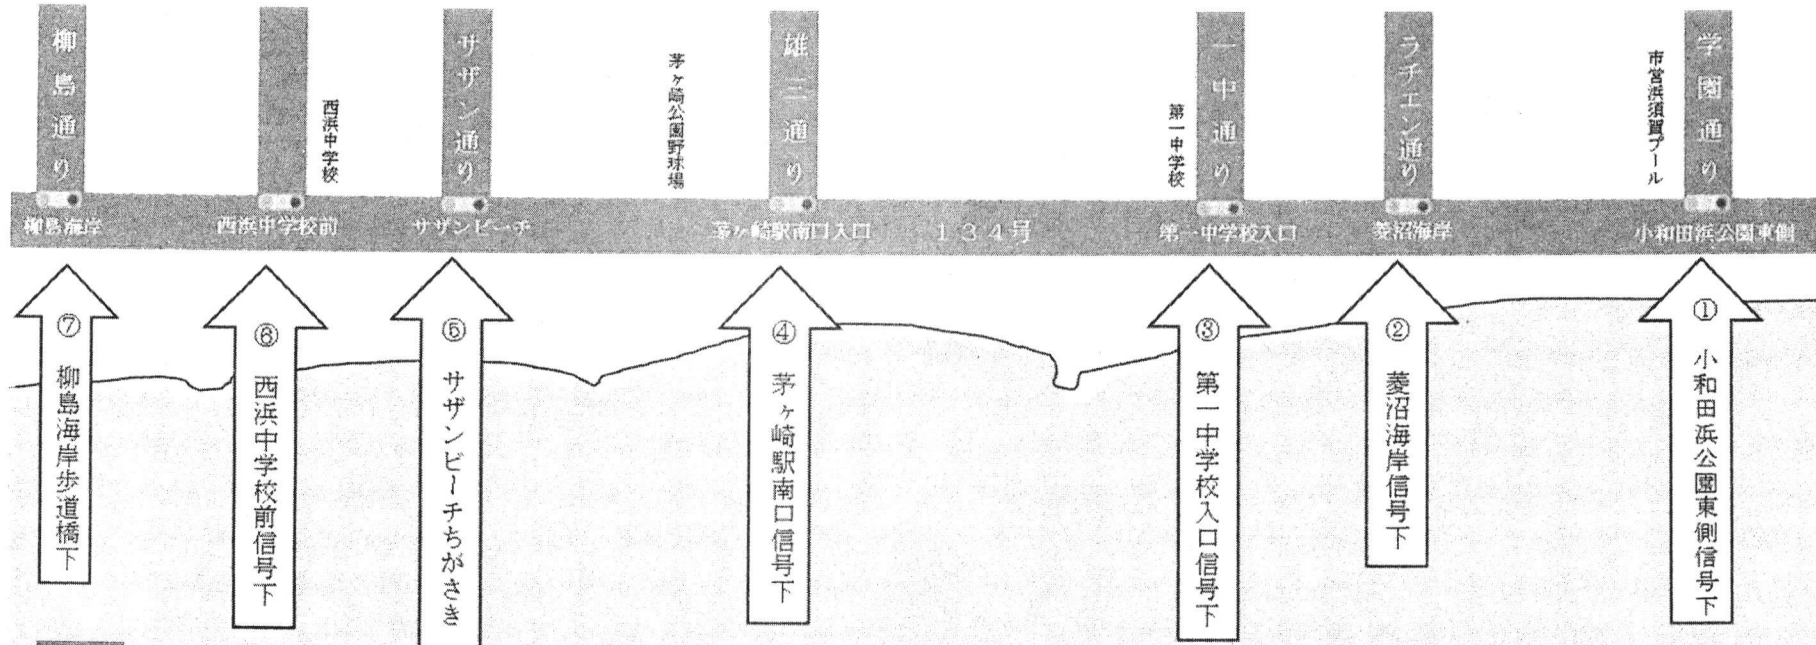 柳島通り
西浜中学校
サザン通り
茅ヶ崎公園野球場
雄三通り
第一中学校
一中通り
ラチエン通り
市営浜須賀プール
学園通り
柳島海岸
西浜中学校前
サザンビーチ
茅ヶ崎駅南口入口
134号
第一中学校入口
菱沼海岸
小和田浜公園東側
⑦ 柳島海岸歩道橋下
⑥ 西浜中学校前信号下
⑤ サザンビーチちがさき
④ 茅ヶ崎駅南口信号下
③ 第一中学校入口信号下
② 菱沼海岸信号下
① 小和田浜公園東側信号下